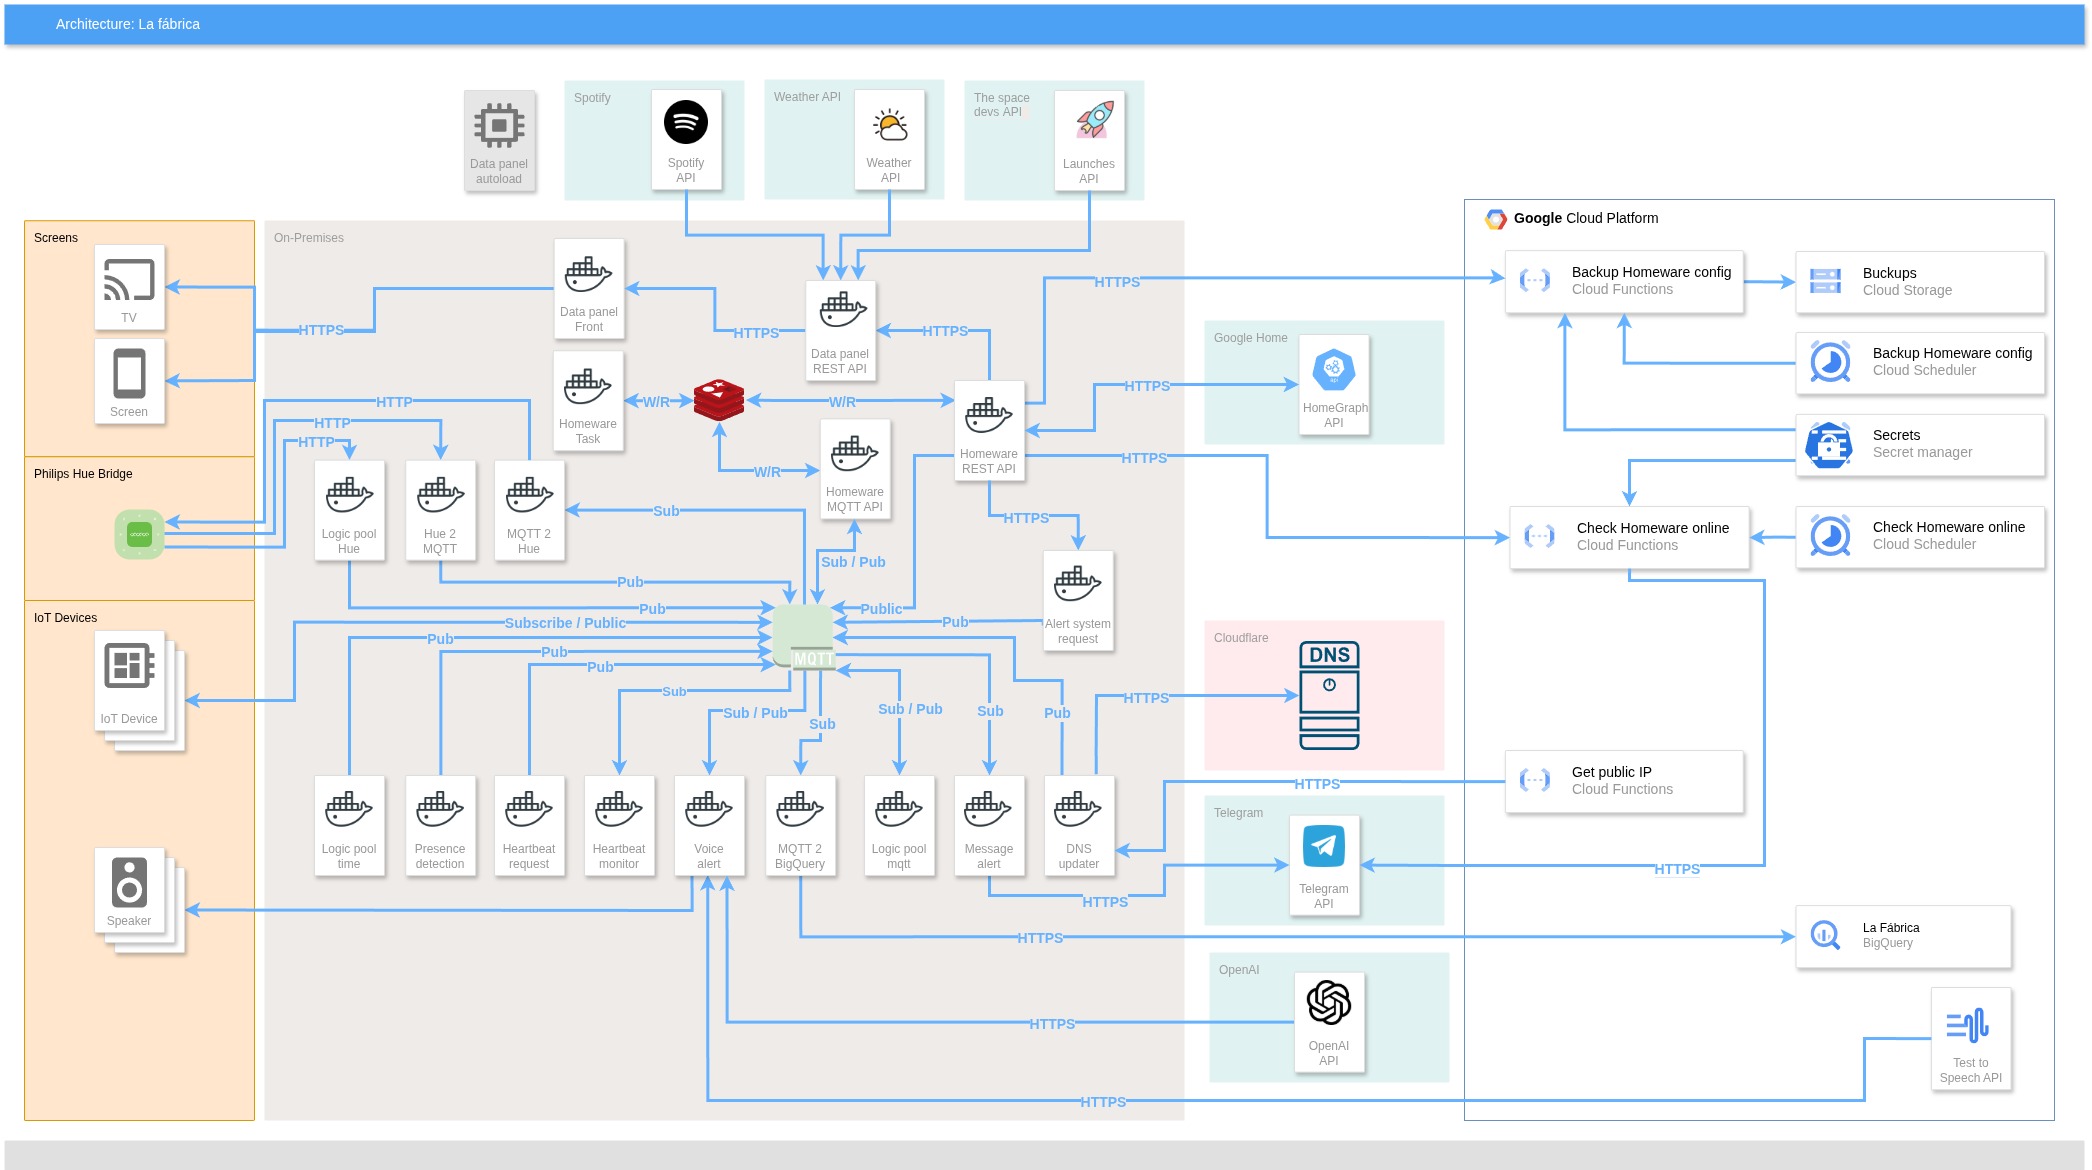 Architecture: La fábrica
Data panel
autoload
Spotify
Spotify
API
Weather API
Weather
API
The space
devs API
Launches
API
Screens
TV
Screen
HTTPS
Philips Hue Bridge
IoT Devices
IoT Device
Speaker
On-Premises
Data panel
Front
HTTPS
Data panel
REST API
HTTPS
Homeware
Task
W/R
W/R
W/R
Homeware
MQTT API
Homeware
REST API
HTTP
HTTP
HTTP
Logic pool
Hue
Hue 2
MQTT
MQTT 2
Hue
Sub
Sub / Pub
HTTPS
Pub
Pub
Public
Subscribe / Public
Pub
Alert system
request
Pub
Pub
Pub
MQTT
Sub
Sub / Pub
Sub
Sub / Pub
Sub
Pub
Logic pool
time
Presence
detection
Heartbeat
request
Heartbeat
monitor
Voice
alert
MQTT 2
BigQuery
Logic pool
mqtt
Message
alert
DNS
updater
HTTPS
HTTPS
HTTPS
HTTPS
HTTPS
HTTPS
HTTPS
HTTPS
HTTPS
HTTPS
Google Home
HomeGraph
API
api
Cloudflare
DNS
Telegram
Telegram
API
OpenAI
OpenAI
API
Google Cloud Platform
Backup Homeware config
Cloud Functions
Buckups
Cloud Storage
Backup Homeware config
Cloud Scheduler
Secrets
Secret manager
Check Homeware online
Cloud Functions
Check Homeware online
Cloud Scheduler
Get public IP
Cloud Functions
HTTPS
La Fábrica
BigQuery
Test to
Speech API